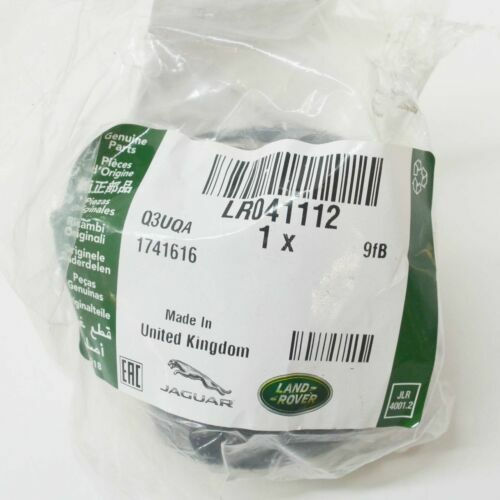 Genuine
Parts
Pièces
d'Origine
正部品
Piezas
Originales
Ricambi
Originali
Originele
Onderdelen
Peças
Genuínas
Originalteile
LR041112
1 x
9fB
Q3UQA
1741616
Made In
United Kingdom
EAC
JAGUAR
LAND-
ROVER
JLR
4001.2